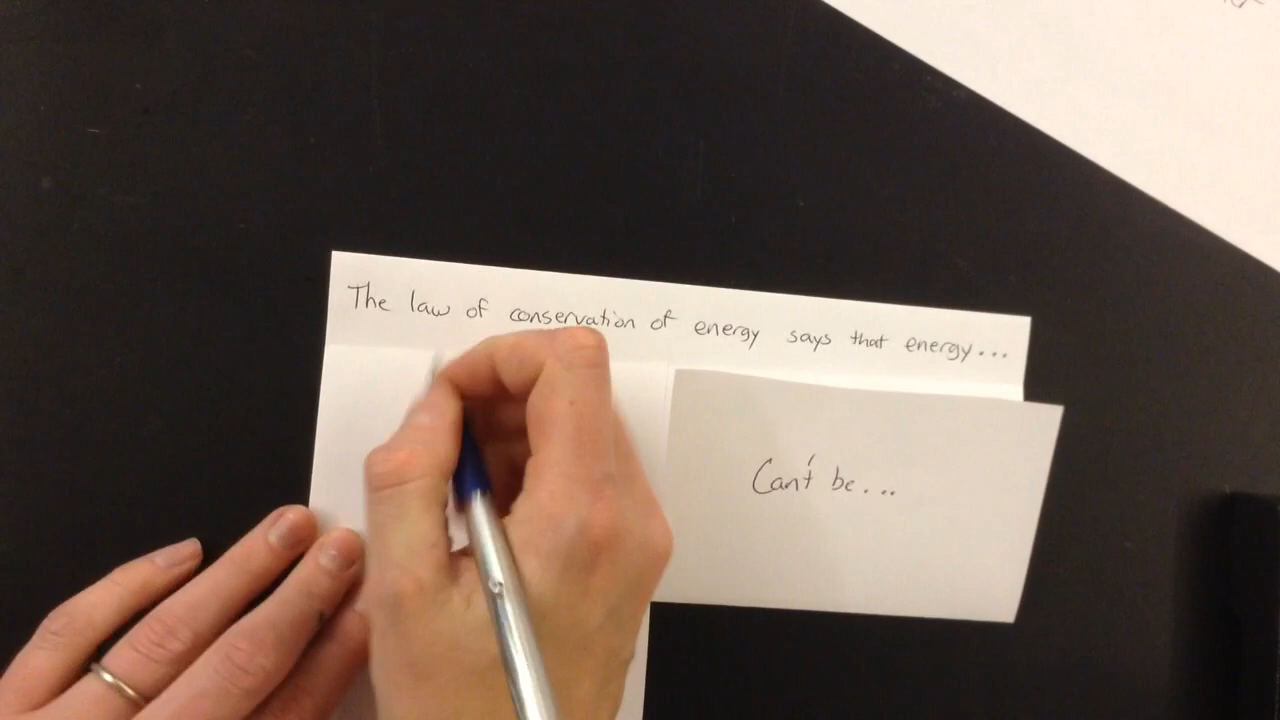 The law of conservation of energy says that energy...
Can't be...